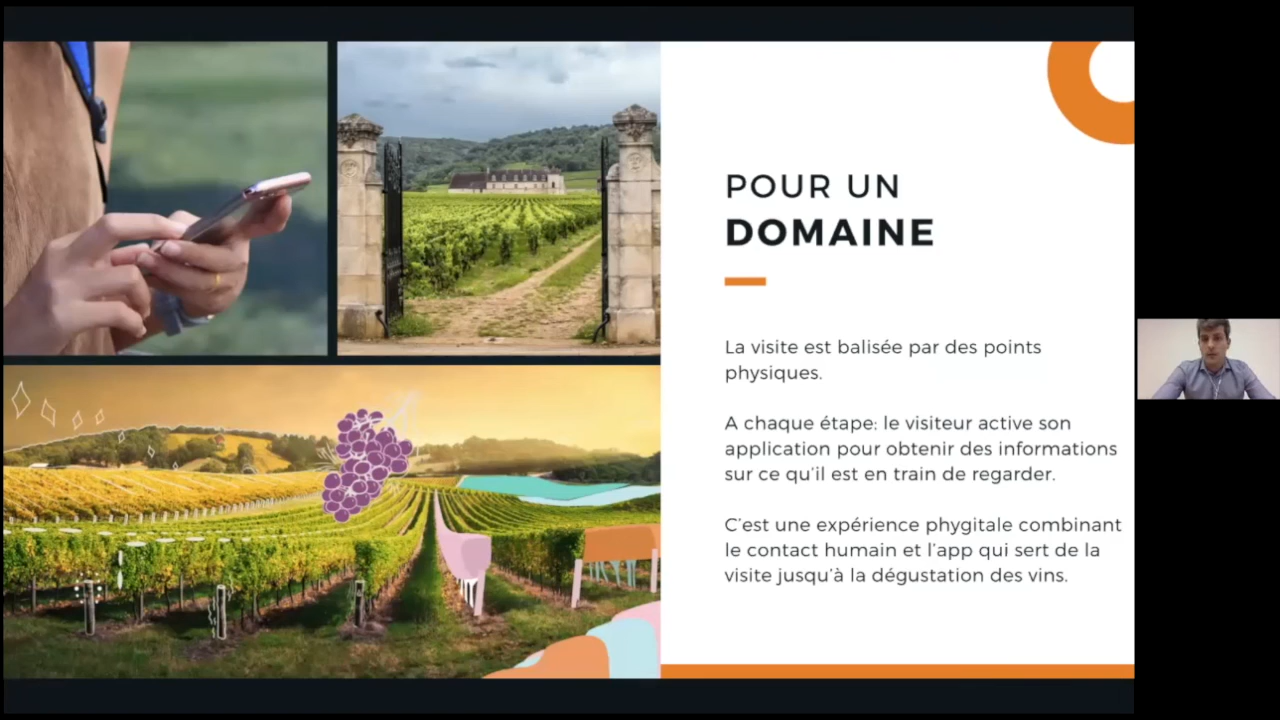 POUR UN
DOMAINE
La visite est balisée par des points
physiques.
A chaque étape: le visiteur active son
application pour obtenir des informations
sur ce qu'il est en train de regarder.
C'est une expérience phygitale combinant
le contact humain et l'app qui sert de la
visite jusqu'à la dégustation des vins.